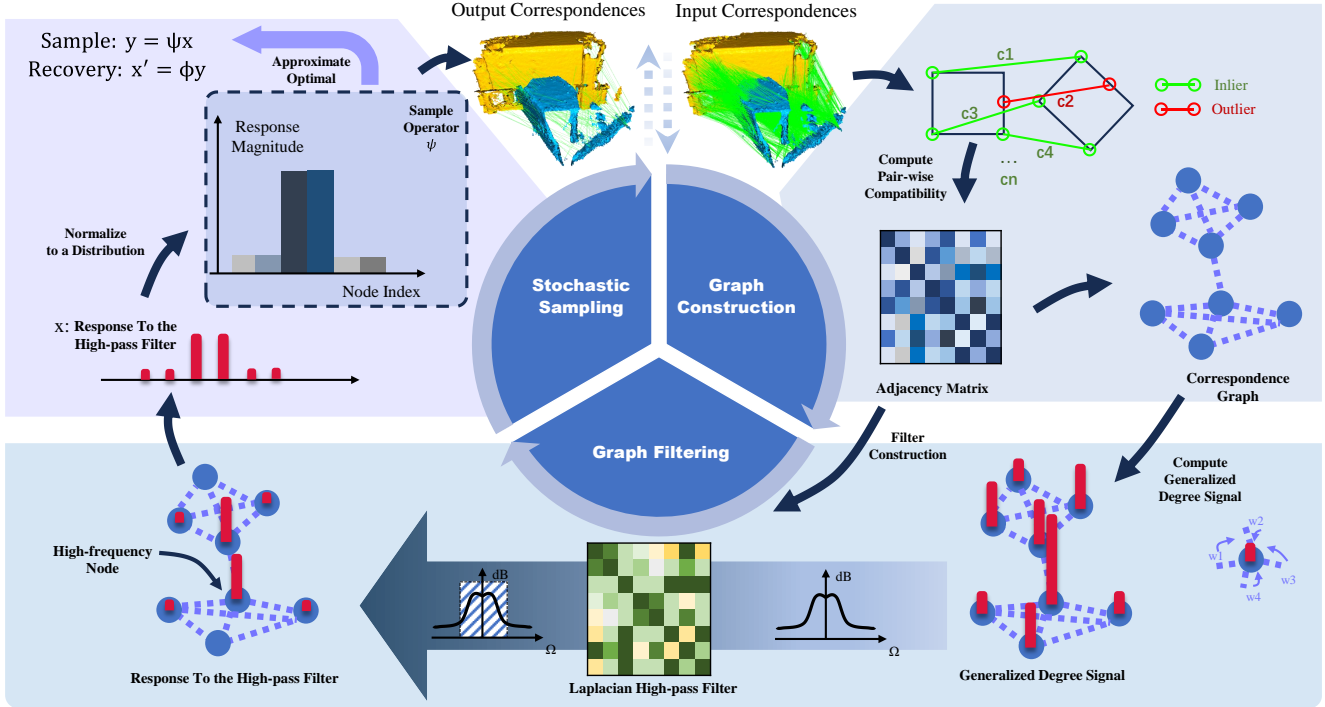 Output Correspondences
Input Correspondences
Sample: y = ψx
Recovery: x′ = ϕy
Approximate
Optimal
Sample
Operator
ψ
Response
Magnitude
Node Index
Normalize
to a Distribution
x: Response To the
High-pass Filter
c1
c2
c3
c4
...
cn
Inlier
Outlier
Compute
Pair-wise
Compatibility
Adjacency Matrix
Correspondence
Graph
Stochastic
Sampling
Graph
Construction
Graph Filtering
Filter
Construction
Compute
Generalized
Degree Signal
w1
w2
w3
w4
High-frequency
Node
dB
Ω
dB
Ω
Response To the High-pass Filter
Laplacian High-pass Filter
Generalized Degree Signal